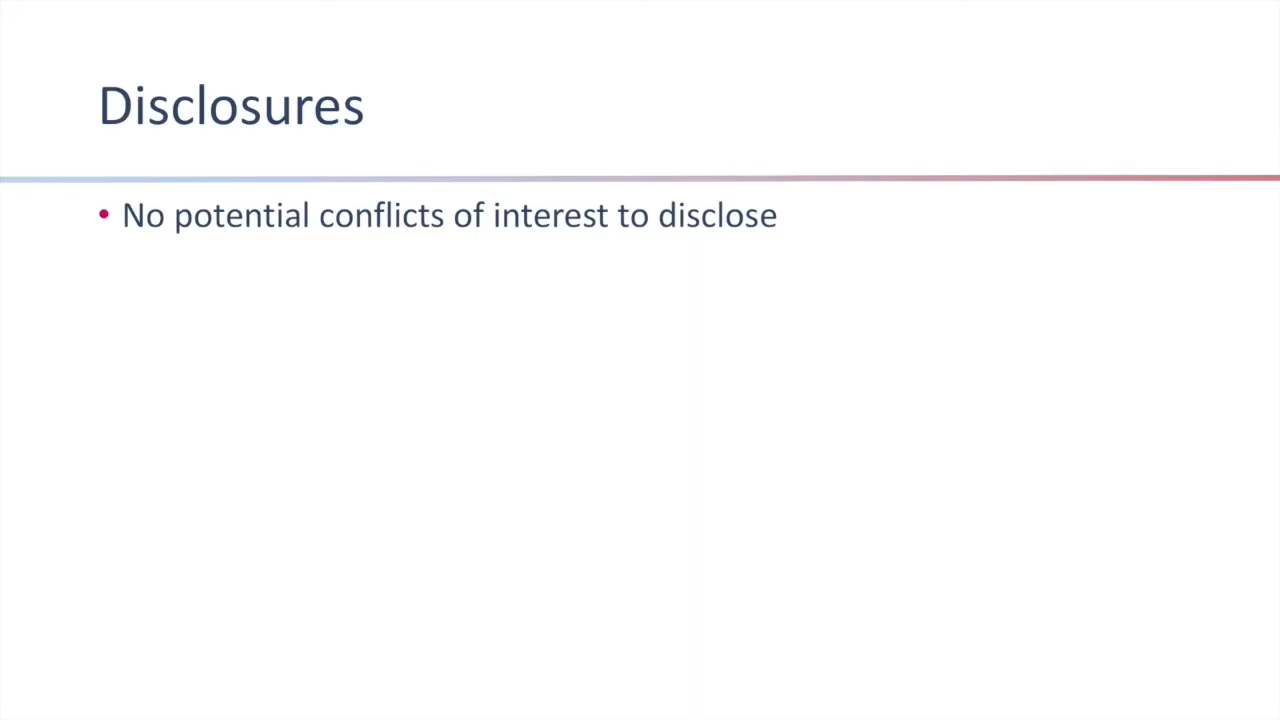 Disclosures
• No potential conflicts of interest to disclose